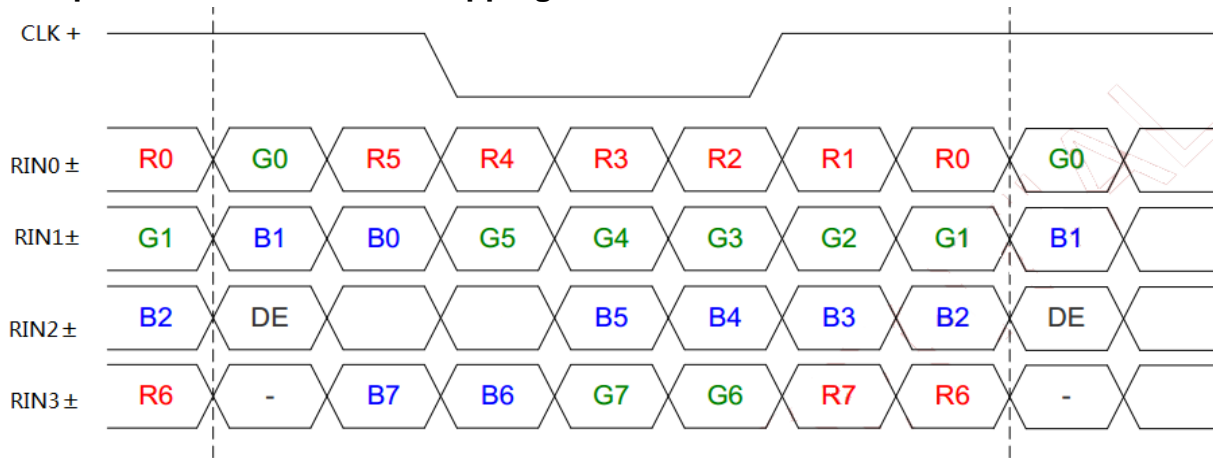 CLK +
RIN0 ± R0 G0 R5 R4 R3 R2 R1 R0 G0
RIN1± G1 B1 B0 G5 G4 G3 G2 G1 B1
RIN2 ± B2 DE B5 B4 B3 B2 DE
RIN3 ± R6 - B7 B6 G7 G6 R7 R6 -